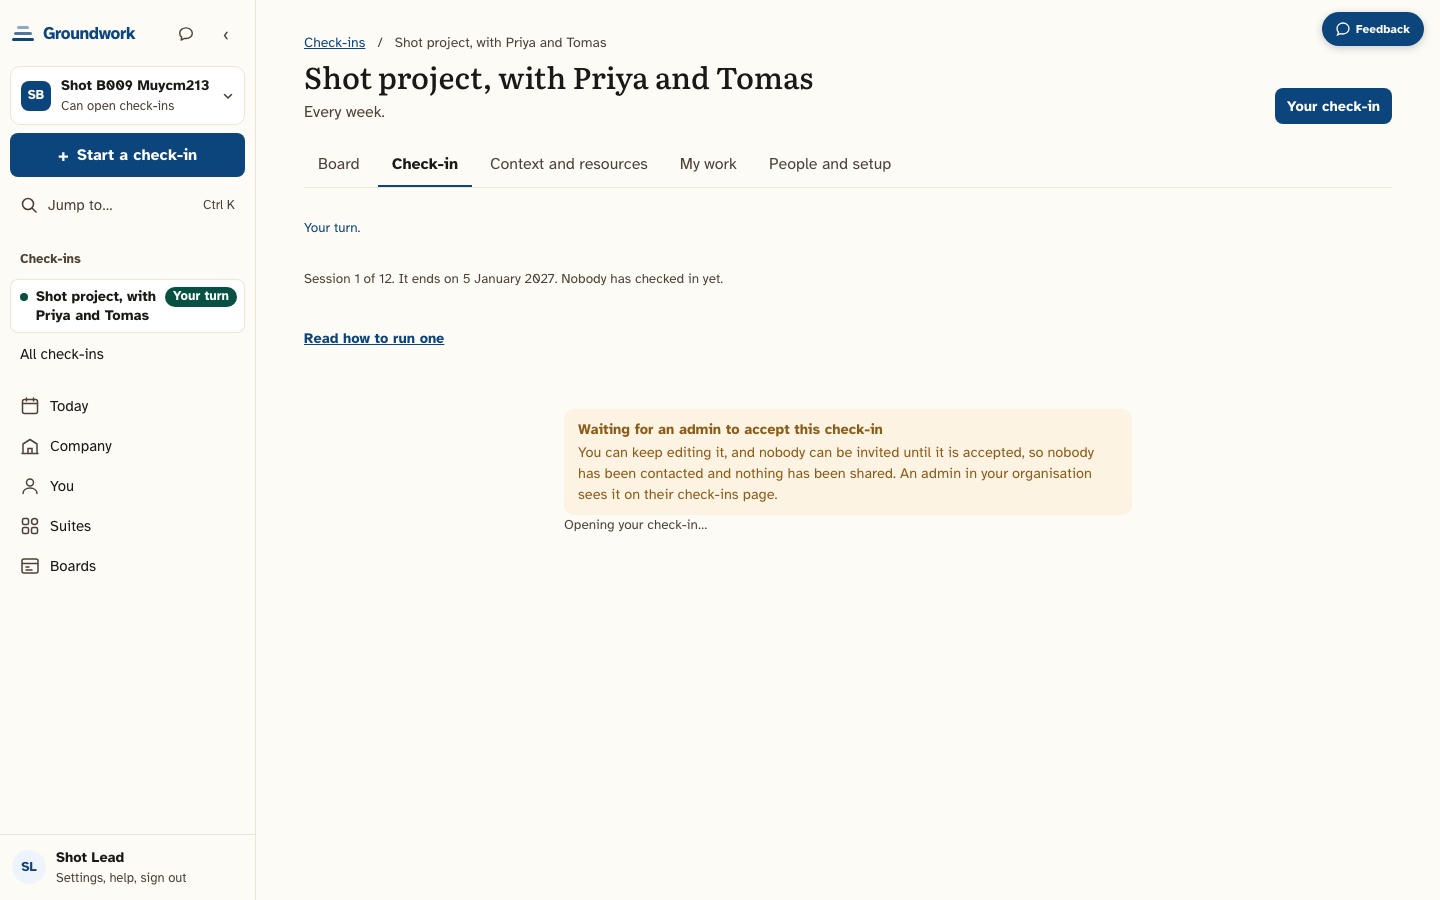 Groundwork
SB
Shot B009 Muycm213
Can open check-ins
+ Start a check-in
Jump to...
Ctrl K
Check-ins
Shot project, with Priya and Tomas
Your turn
All check-ins
Today
Company
You
Suites
Boards
SL
Shot Lead
Settings, help, sign out
Feedback
Check-ins / Shot project, with Priya and Tomas
Shot project, with Priya and Tomas
Every week.
Your check-in
Board
Check-in
Context and resources
My work
People and setup
Your turn.
Session 1 of 12. It ends on 5 January 2027. Nobody has checked in yet.
Read how to run one
Waiting for an admin to accept this check-in
You can keep editing it, and nobody can be invited until it is accepted, so nobody
has been contacted and nothing has been shared. An admin in your organisation
sees it on their check-ins page.
Opening your check-in...